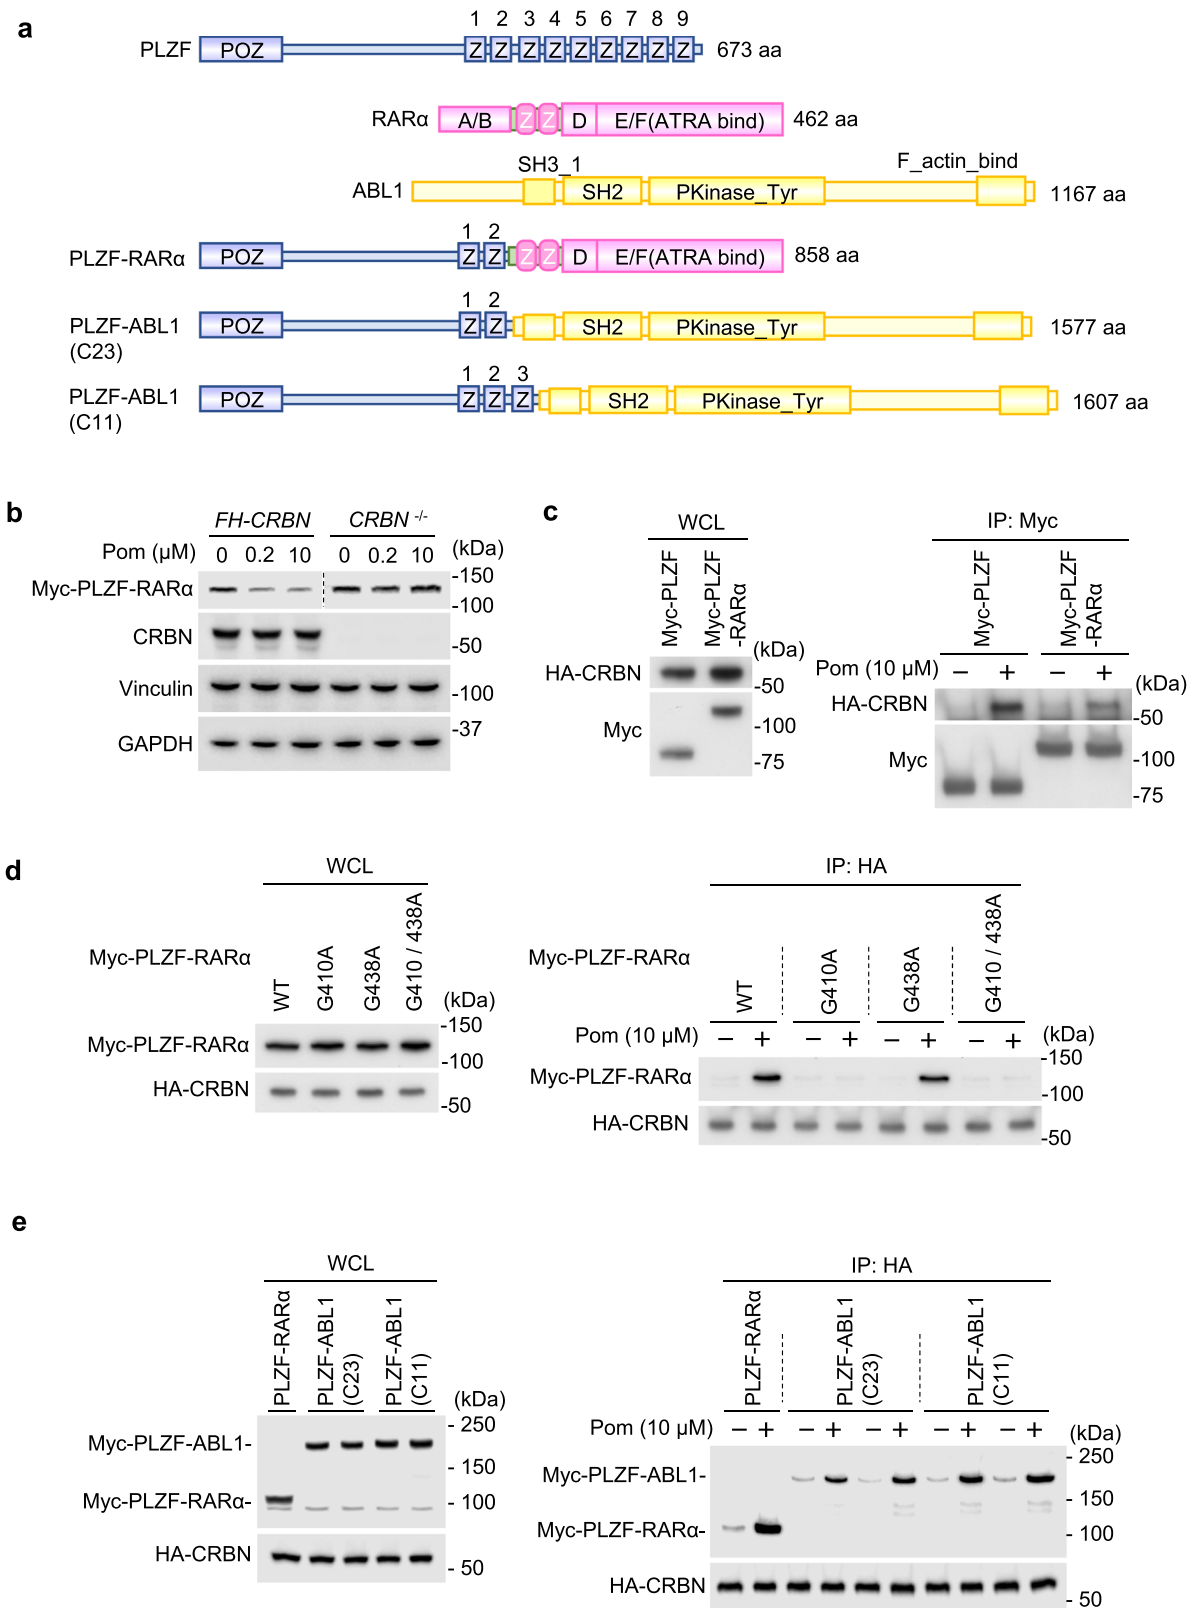 a
1 2 3 4 5 6 7 8 9
PLZF POZ Z Z Z Z Z Z Z Z Z 673 aa
RARα A/B Z Z D E/F(ATRA bind) 462 aa
SH3_1 F_actin_bind
ABL1 SH2 PKinase_Tyr 1167 aa
1 2
PLZF-RARα POZ Z Z Z Z D E/F(ATRA bind) 858 aa
1 2
PLZF-ABL1 POZ Z Z SH2 PKinase_Tyr 1577 aa
(C23)
1 2 3
PLZF-ABL1 POZ Z Z Z SH2 PKinase_Tyr 1607 aa
(C11)
b
FH-CRBN CRBN -/-
Pom (µM) 0 0.2 10 0 0.2 10 (kDa)
Myc-PLZF-RARα -150
-100
CRBN -50
Vinculin -100
GAPDH -37
c
WCL
Myc-PLZF
Myc-PLZF
-RARα
(kDa)
HA-CRBN -50
Myc -100
-75
IP: Myc
Myc-PLZF
Myc-PLZF
-RARα
Pom (10 µM) − + − + (kDa)
HA-CRBN -50
Myc -100
-75
d
WCL
Myc-PLZF-RARα WT G410A G438A G410 / 438A
(kDa)
Myc-PLZF-RARα -150
-100
HA-CRBN -50
IP: HA
Myc-PLZF-RARα WT G410A G438A G410 / 438A
Pom (10 µM) − + − + − + − + (kDa)
Myc-PLZF-RARα -150
-100
HA-CRBN -50
e
WCL
PLZF-RARα
PLZF-ABL1
(C23)
PLZF-ABL1
(C11)
(kDa)
- 250
Myc-PLZF-ABL1-
- 150
Myc-PLZF-RARα- - 100
HA-CRBN - 50
IP: HA
PLZF-RARα
PLZF-ABL1
(C23)
PLZF-ABL1
(C11)
Pom (10 µM) − + − + − + − + − + (kDa)
- 250
Myc-PLZF-ABL1-
- 150
Myc-PLZF-RARα- - 100
HA-CRBN - 50